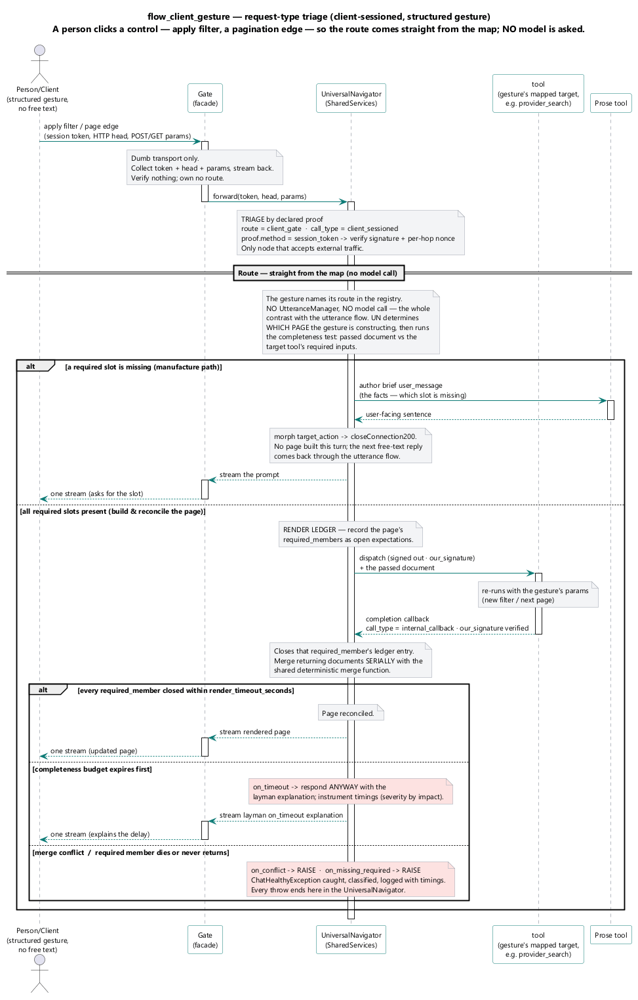 flow_client_gesture — request-type triage (client-sessioned, structured gesture)
A person clicks a control — apply filter, a pagination edge — so the route comes straight from the map; NO model is asked.
Person/Client
(structured gesture,
no free text)
Gate
(facade)
UniversalNavigator
(SharedServices)
tool
(gesture's mapped target,
e.g. provider_search)
Prose tool
apply filter / page edge
(session token, HTTP head, POST/GET params)
Dumb transport only.
Collect token + head + params, stream back.
Verify nothing; own no route.
forward(token, head, params)
TRIAGE by declared proof
route = client_gate · call_type = client_sessioned
proof.method = session_token -> verify signature + per-hop nonce
Only node that accepts external traffic.
Route — straight from the map (no model call)
The gesture names its route in the registry.
NO UtteranceManager, NO model call — the whole
contrast with the utterance flow. UN determines
WHICH PAGE the gesture is constructing, then runs
the completeness test: passed document vs the
target tool's required inputs.
alt [a required slot is missing (manufacture path)]
author brief user_message
(the facts — which slot is missing)
user-facing sentence
morph target_action -> closeConnection200.
No page built this turn; the next free-text reply
comes back through the utterance flow.
stream the prompt
one stream (asks for the slot)
[all required slots present (build & reconcile the page)]
RENDER LEDGER — record the page's
required_members as open expectations.
dispatch (signed out · our_signature)
+ the passed document
re-runs with the gesture's params
(new filter / next page)
completion callback
call_type = internal_callback · our_signature verified
Closes that required_member's ledger entry.
Merge returning documents SERIALLY with the
shared deterministic merge function.
alt [every required_member closed within render_timeout_seconds]
Page reconciled.
stream rendered page
one stream (updated page)
[completeness budget expires first]
on_timeout -> respond ANYWAY with the
layman explanation; instrument timings (severity by impact).
stream layman on_timeout explanation
one stream (explains the delay)
[merge conflict / required member dies or never returns]
on_conflict -> RAISE · on_missing_required -> RAISE
ChatHealthyException caught, classified, logged with timings.
Every throw ends here in the UniversalNavigator.
Person/Client
(structured gesture,
no free text)
Gate
(facade)
UniversalNavigator
(SharedServices)
tool
(gesture's mapped target,
e.g. provider_search)
Prose tool